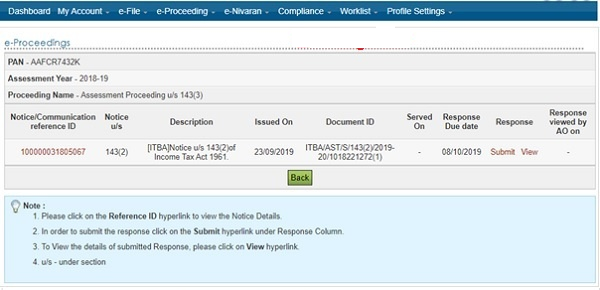 Dashboard My Account e-File e-Proceeding e-Nivaran Compliance Worklist Profile Settings
e-Proceedings
PAN - AAFCR7432K
Assessment Year - 2018-19
Proceeding Name - Assessment Proceeding u/s 143(3)
Notice/Communication reference ID Notice u/s Description Issued On Document ID Served On Response Due date Response Response viewed by AO on
100000031805067 143(2) [ITBA]Notice u/s 143(2)of Income Tax Act 1961. 23/09/2019 ITBA/AST/S/143(2)/2019-20/1018221272(1) - 08/10/2019 Submit View -
Back
Note :
1. Please click on the Reference ID hyperlink to view the Notice Details.
2. In order to submit the response click on the Submit hyperlink under Response Column.
3. To View the details of submitted Response, please click on View hyperlink.
4. u/s - under section